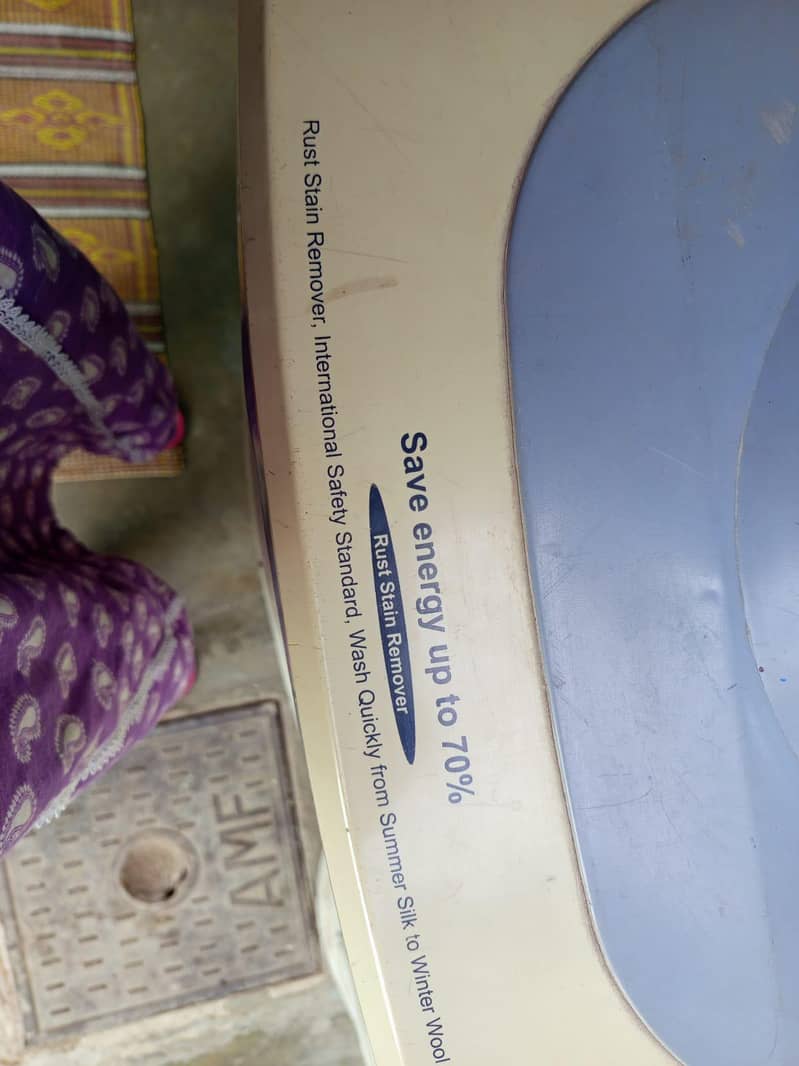 Save energy up to 70%
Rust Stain Remover
Rust Stain Remover, International Safety Standard, Wash Quickly from Summer Silk to Winter Wool
AMF